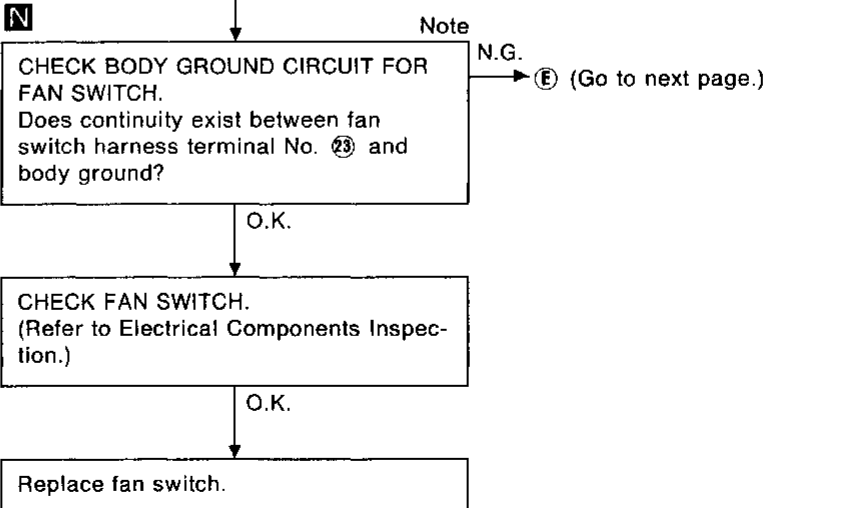 N
Note
CHECK BODY GROUND CIRCUIT FOR
FAN SWITCH.
Does continuity exist between fan
switch harness terminal No. ㉓ and
body ground?
N.G.
Ⓔ (Go to next page.)
O.K.
CHECK FAN SWITCH.
(Refer to Electrical Components Inspec-
tion.)
O.K.
Replace fan switch.